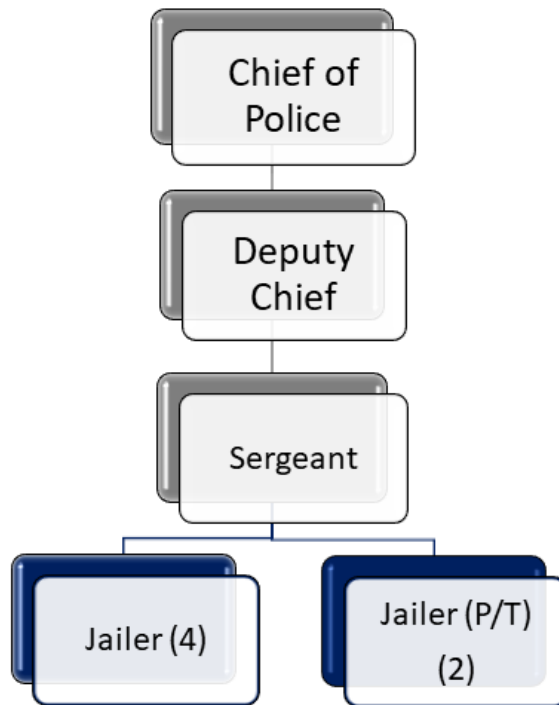 Chief of
Police
Deputy
Chief
Sergeant
Jailer (4)
Jailer (P/T)
(2)